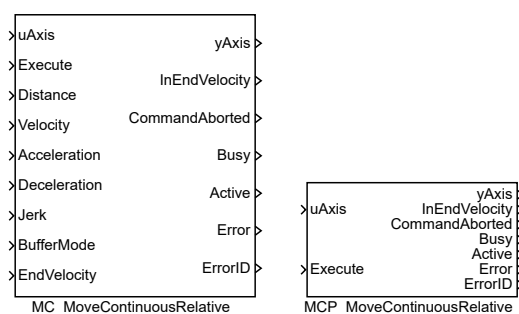 uAxis
Execute
Distance
Velocity
Acceleration
Deceleration
Jerk
BufferMode
EndVelocity
yAxis
InEndVelocity
CommandAborted
Busy
Active
Error
ErrorID
MC_MoveContinuousRelative
uAxis
Execute
yAxis
InEndVelocity
CommandAborted
Busy
Active
Error
ErrorID
MCP_MoveContinuousRelative